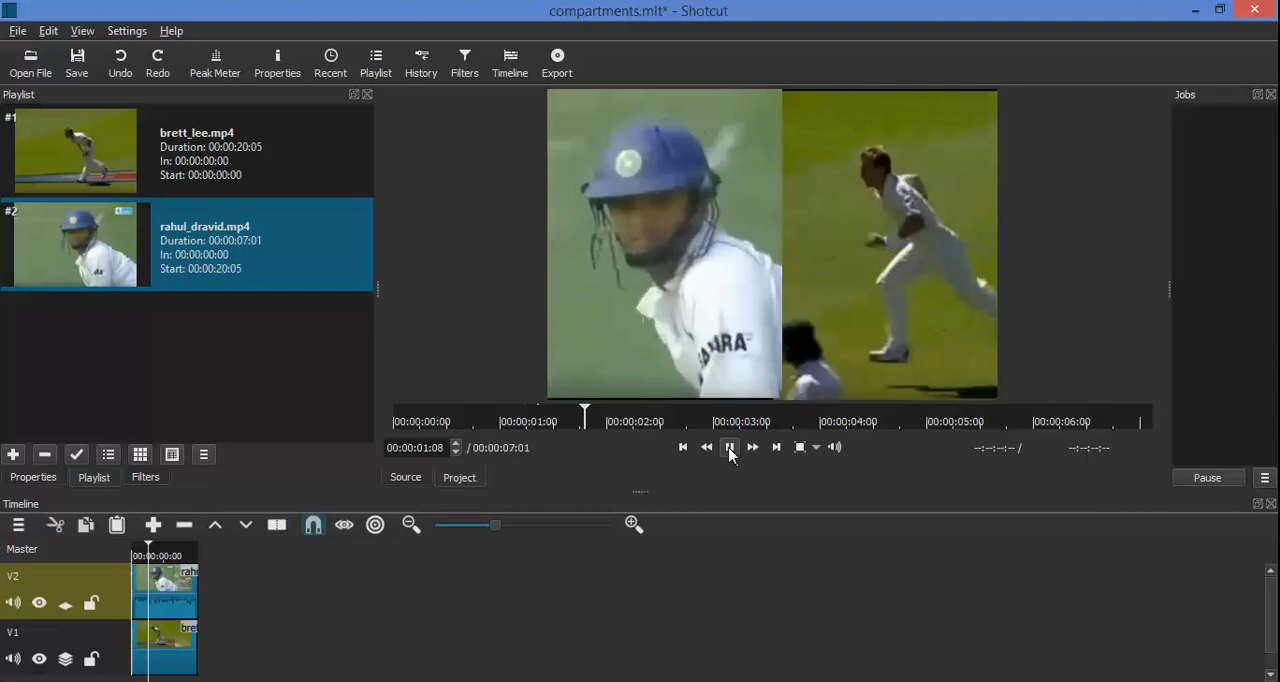 compartments.mlt* - Shotcut
File Edit View Settings Help
Open File Save Undo Redo Peak Meter Properties Recent Playlist History Filters Timeline Export
Playlist
#1
brett_lee.mp4
Duration: 00:00:20:05
In: 00:00:00:00
Start: 00:00:00:00
#2
rahul_dravid.mp4
Duration: 00:00:07:01
In: 00:00:00:00
Start: 00:00:20:05
Properties Playlist Filters
SAHARA
00:00:00:00 00:00:01:00 00:00:02:00 00:00:03:00 00:00:04:00 00:00:05:00 00:00:06:00
00:00:01:08 / 00:00:07:01 --:--:--:-- / --:--:--:--
Source Project
Jobs
Pause
Timeline
Master
00:00:00:00
V2
rahu
V1
bre